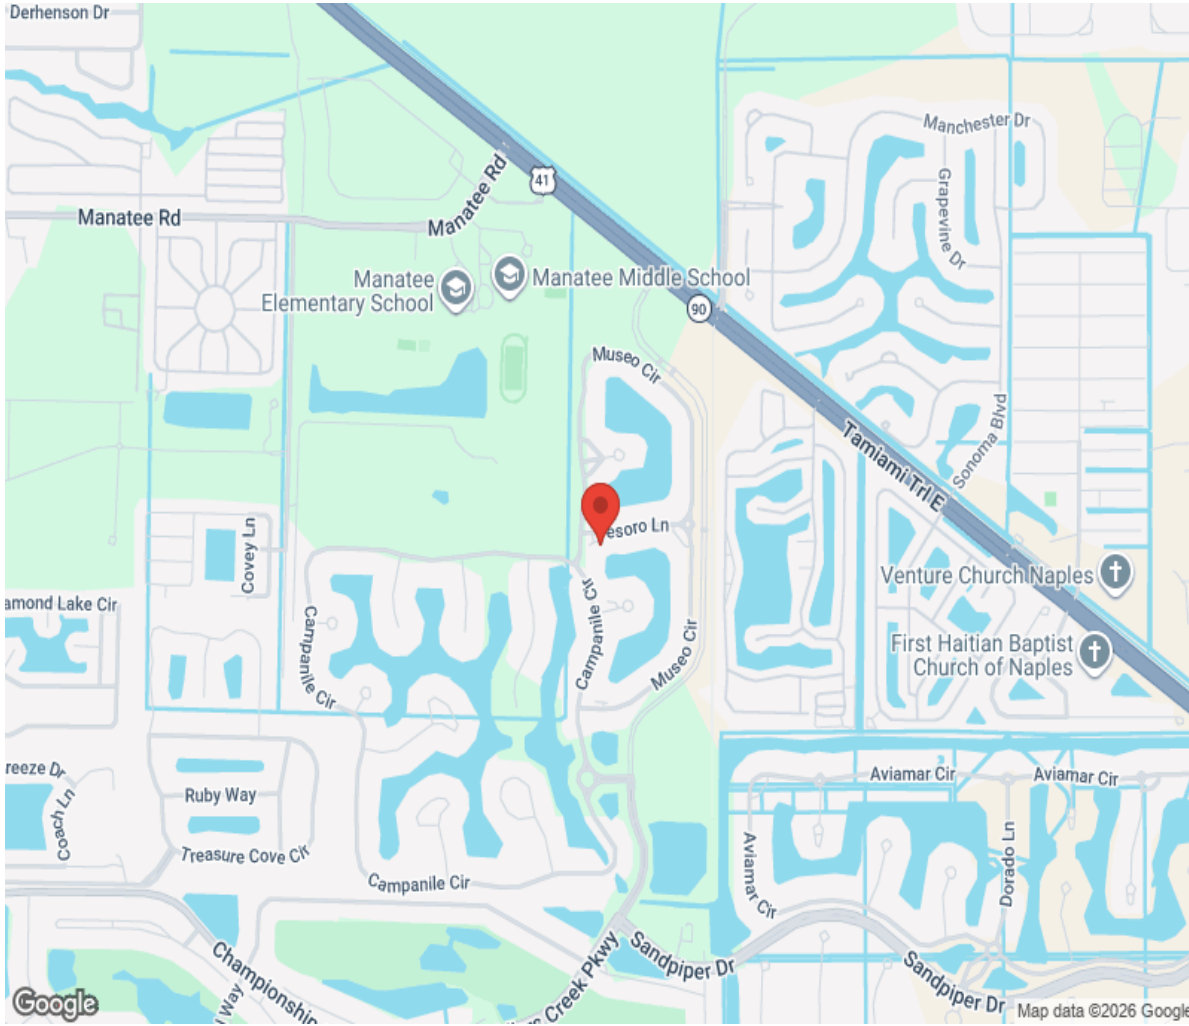 Derhenson Dr
Manchester Dr
Manatee Rd
41
Grapevine Dr
Manatee Rd
Manatee
Elementary School
Manatee Middle School
90
Museo Cir
Sonoma Blvd
Tamiami Trl E
esoro Ln
Covey Ln
Venture Church Naples
amond Lake Cir
Campanile Cir
Campanile Cir
Museo Cir
First Haitian Baptist
Church of Naples
reeze Dr
Coach Ln
Ruby Way
Aviamar Cir
Aviamar Cir
Treasure Cove Cir
Aviamar Cir
Dorado Ln
Campanile Cir
Championship
Way
Creek Pkwy
Sandpiper Dr
Sandpiper Dr
Google
Map data ©2026 Google